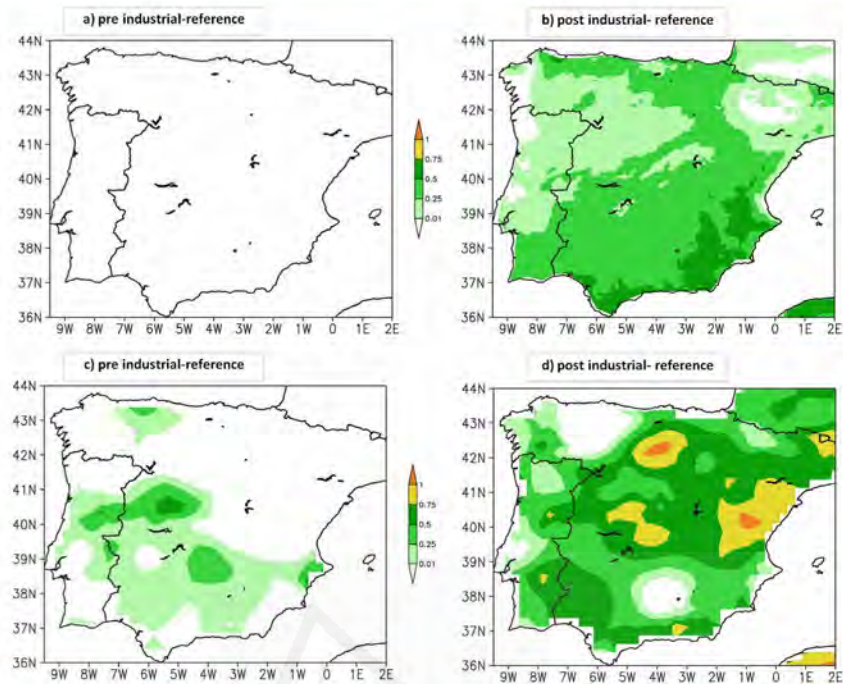 a) pre industrial-reference
b) post industrial- reference
44N
43N
42N
41N
40N
39N
38N
37N
36N
9W 8W 7W 6W 5W 4W 3W 2W 1W 0 1E 2E
1
0.75
0.5
0.25
0.01
44N
43N
42N
41N
40N
39N
38N
37N
36N
9W 8W 7W 6W 5W 4W 3W 2W 1W 0 1E 2E
c) pre industrial-reference
d) post industrial- reference
44N
43N
42N
41N
40N
39N
38N
37N
36N
9W 8W 7W 6W 5W 4W 3W 2W 1W 0 1E 2E
1
0.75
0.5
0.25
0.01
44N
43N
42N
41N
40N
39N
38N
37N
36N
9W 8W 7W 6W 5W 4W 3W 2W 1W 0 1E 2E